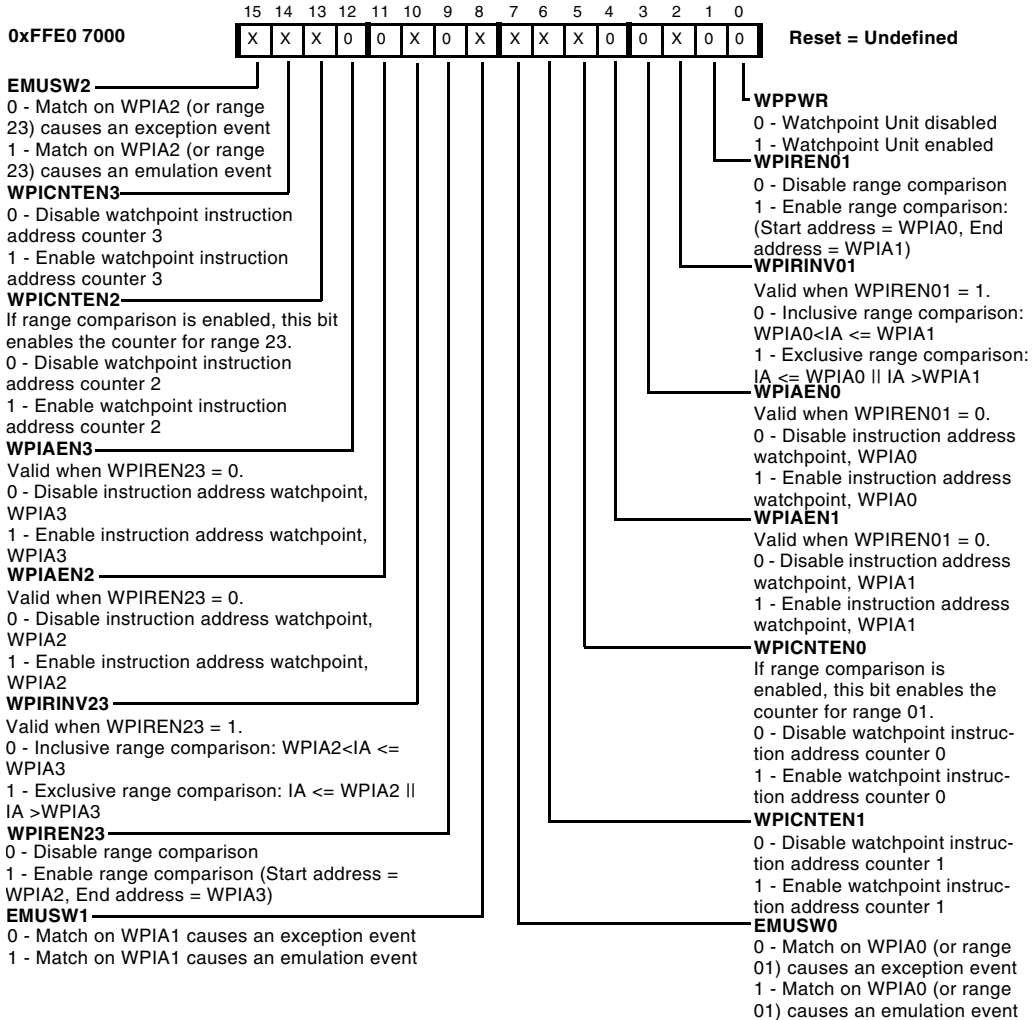 15 14 13 12 11 10 9 8 7 6 5 4 3 2 1 0
0xFFE0 7000
X X X 0 0 X 0 X X X X 0 0 X 0 0
Reset = Undefined
EMUSW2
0 - Match on WPIA2 (or range
23) causes an exception event
1 - Match on WPIA2 (or range
23) causes an emulation event
WPICNTEN3
0 - Disable watchpoint instruction
address counter 3
1 - Enable watchpoint instruction
address counter 3
WPICNTEN2
If range comparison is enabled, this bit
enables the counter for range 23.
0 - Disable watchpoint instruction
address counter 2
1 - Enable watchpoint instruction
address counter 2
WPIAEN3
Valid when WPIREN23 = 0.
0 - Disable instruction address watchpoint,
WPIA3
1 - Enable instruction address watchpoint,
WPIA3
WPIAEN2
Valid when WPIREN23 = 0.
0 - Disable instruction address watchpoint,
WPIA2
1 - Enable instruction address watchpoint,
WPIA2
WPIRINV23
Valid when WPIREN23 = 1.
0 - Inclusive range comparison: WPIA2<IA <=
WPIA3
1 - Exclusive range comparison: IA <= WPIA2 ||
IA >WPIA3
WPIREN23
0 - Disable range comparison
1 - Enable range comparison (Start address =
WPIA2, End address = WPIA3)
EMUSW1
0 - Match on WPIA1 causes an exception event
1 - Match on WPIA1 causes an emulation event
WPPWR
0 - Watchpoint Unit disabled
1 - Watchpoint Unit enabled
WPIREN01
0 - Disable range comparison
1 - Enable range comparison:
(Start address = WPIA0, End
address = WPIA1)
WPIRINV01
Valid when WPIREN01 = 1.
0 - Inclusive range comparison:
WPIA0<IA <= WPIA1
1 - Exclusive range comparison:
IA <= WPIA0 || IA >WPIA1
WPIAEN0
Valid when WPIREN01 = 0.
0 - Disable instruction address
watchpoint, WPIA0
1 - Enable instruction address
watchpoint, WPIA0
WPIAEN1
Valid when WPIREN01 = 0.
0 - Disable instruction address
watchpoint, WPIA1
1 - Enable instruction address
watchpoint, WPIA1
WPICNTEN0
If range comparison is
enabled, this bit enables the
counter for range 01.
0 - Disable watchpoint instruc-
tion address counter 0
1 - Enable watchpoint instruc-
tion address counter 0
WPICNTEN1
0 - Disable watchpoint instruc-
tion address counter 1
1 - Enable watchpoint instruc-
tion address counter 1
EMUSW0
0 - Match on WPIA0 (or range
01) causes an exception event
1 - Match on WPIA0 (or range
01) causes an emulation event